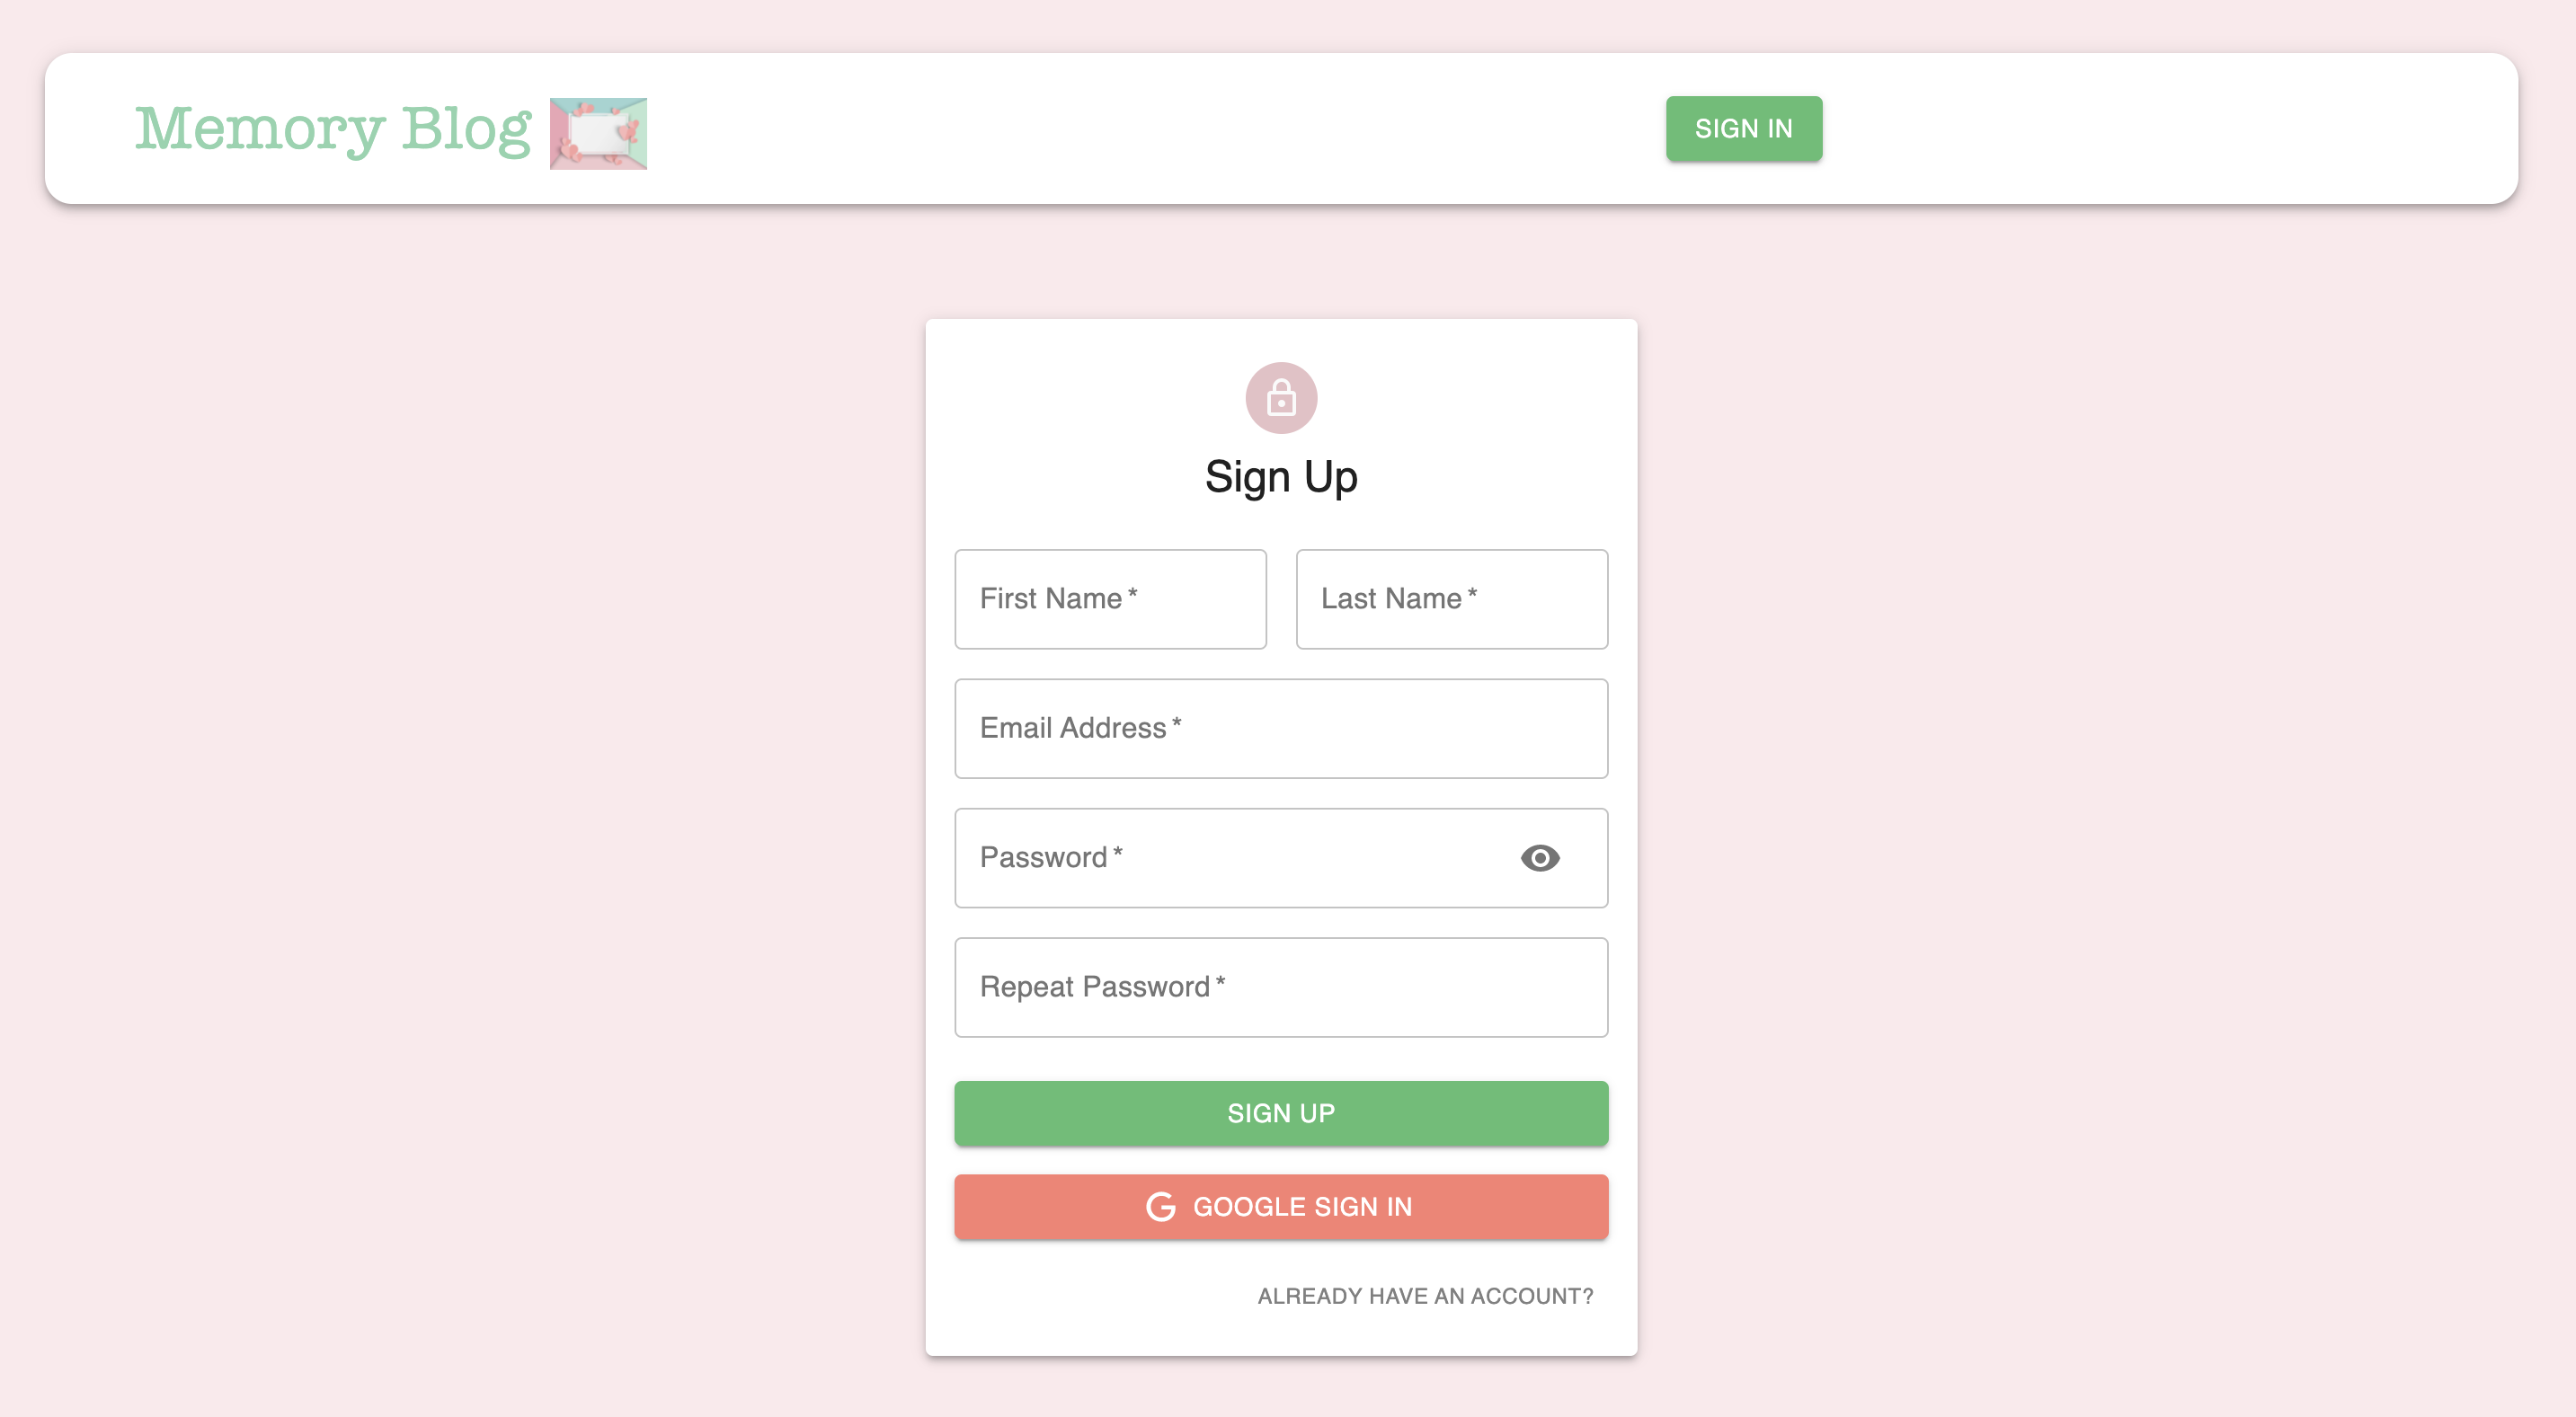 Memory Blog
SIGN IN
Sign Up
First Name *
Last Name *
Email Address *
Password *
Repeat Password *
SIGN UP
GOOGLE SIGN IN
ALREADY HAVE AN ACCOUNT?